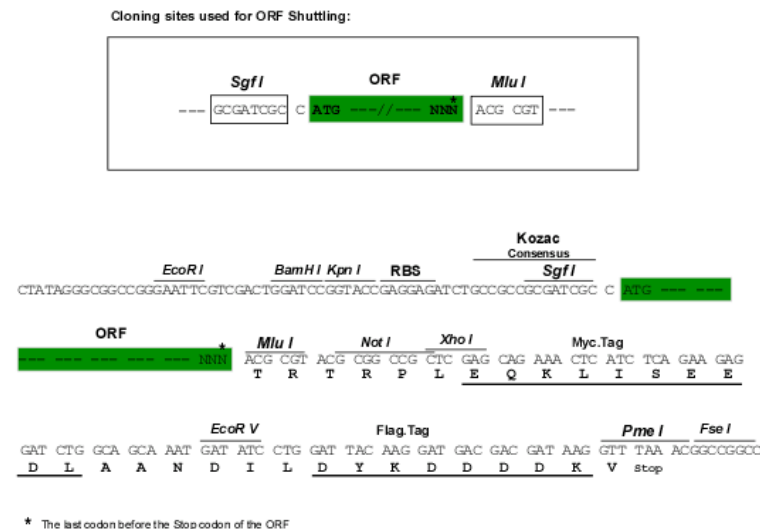 Cloning sites used for ORF Shuttling:
Sgf I ORF Mlu I
--- GCGATCGC C ATG ---//--- NNN* ACG CGT ---
Kozac
Consensus
EcoR I BamH I Kpn I RBS Sgf I
CTATAGGGCGGCCGGGAATTCGTCGACTGGATCCGGTACCGAGGAGATCTGCCGCCGCGATCGC C ATG --- ---
ORF Mlu I Not I Xho I Myc.Tag
--- --- --- --- --- --- NNN* ACG CGT ACG CGG CCG CTC GAG CAG AAA CTC ATC TCA GAA GAG
T R T R P L E Q K L I S E E
EcoR V Flag.Tag Pme I Fse I
GAT CTG GCA GCA AAT GAT ATC CTG GAT TAC AAG GAT GAC GAC GAT AAG GTT TAA ACGGCCGGCC
D L A A N D I L D Y K D D D D K V Stop
* The last codon before the Stop codon of the ORF